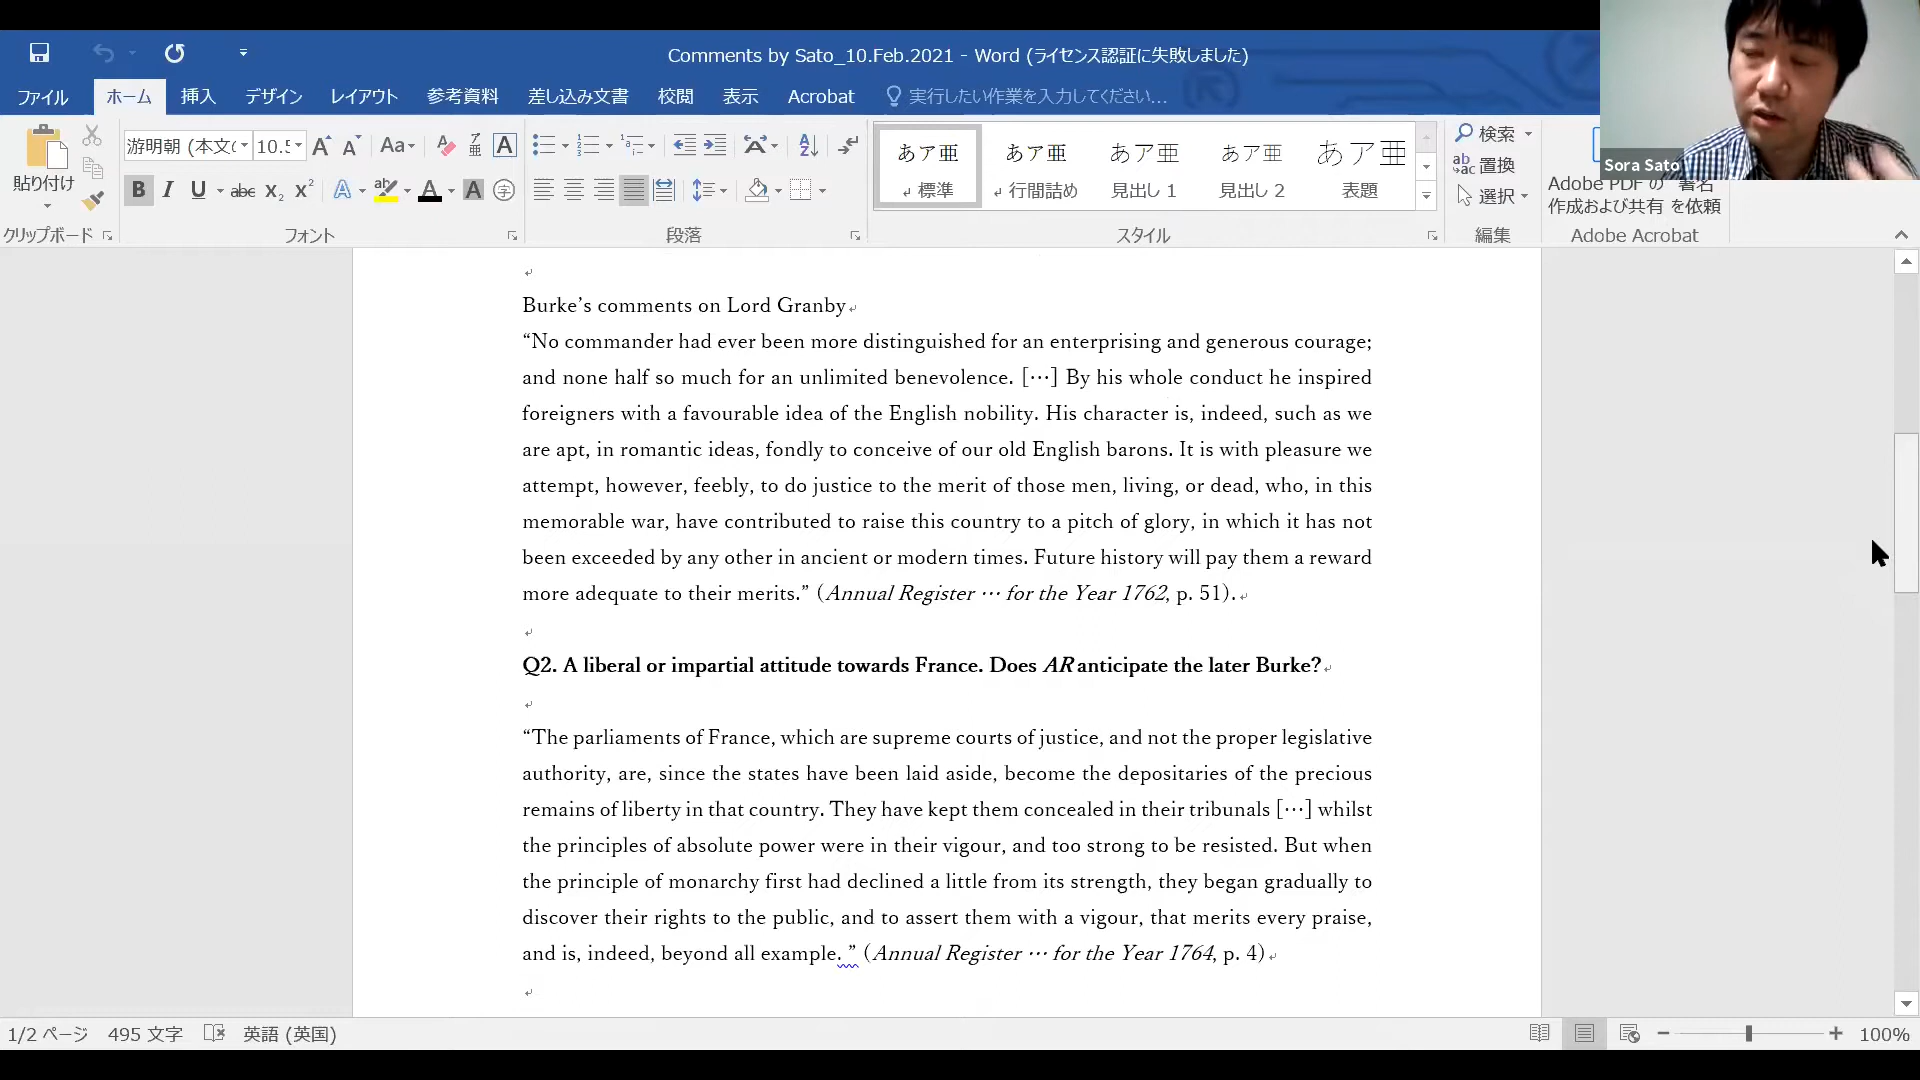 Comments by Sato_10.Feb.2021 - Word (ライセンス認証に失敗しました)
ファイル ホーム 挿入 デザイン レイアウト 参考資料 差し込み文書 校閲 表示 Acrobat 実行したい作業を入力してください...
貼り付け
クリップボード
游明朝 (本文 10.5
Aa
A
B I U abc X₂ X² A ab A A 字
フォント
段落
あア亜 あア亜 あア亜 あア亜 あア亜
標準 行間詰め 見出し 1 見出し 2 表題
スタイル
検索
置換
選択
編集
Adobe PDF の 署名
作成および共有 を依頼
Adobe Acrobat
Sora Sato
Burke’s comments on Lord Granby
“No commander had ever been more distinguished for an enterprising and generous courage;
and none half so much for an unlimited benevolence. […] By his whole conduct he inspired
foreigners with a favourable idea of the English nobility. His character is, indeed, such as we
are apt, in romantic ideas, fondly to conceive of our old English barons. It is with pleasure we
attempt, however, feebly, to do justice to the merit of those men, living, or dead, who, in this
memorable war, have contributed to raise this country to a pitch of glory, in which it has not
been exceeded by any other in ancient or modern times. Future history will pay them a reward
more adequate to their merits.” (Annual Register … for the Year 1762, p. 51).
Q2. A liberal or impartial attitude towards France. Does AR anticipate the later Burke?
“The parliaments of France, which are supreme courts of justice, and not the proper legislative
authority, are, since the states have been laid aside, become the depositaries of the precious
remains of liberty in that country. They have kept them concealed in their tribunals […] whilst
the principles of absolute power were in their vigour, and too strong to be resisted. But when
the principle of monarchy first had declined a little from its strength, they began gradually to
discover their rights to the public, and to assert them with a vigour, that merits every praise,
and is, indeed, beyond all example. ” (Annual Register … for the Year 1764, p. 4)
1/2 ページ 495 文字 英語 (英国) 100%